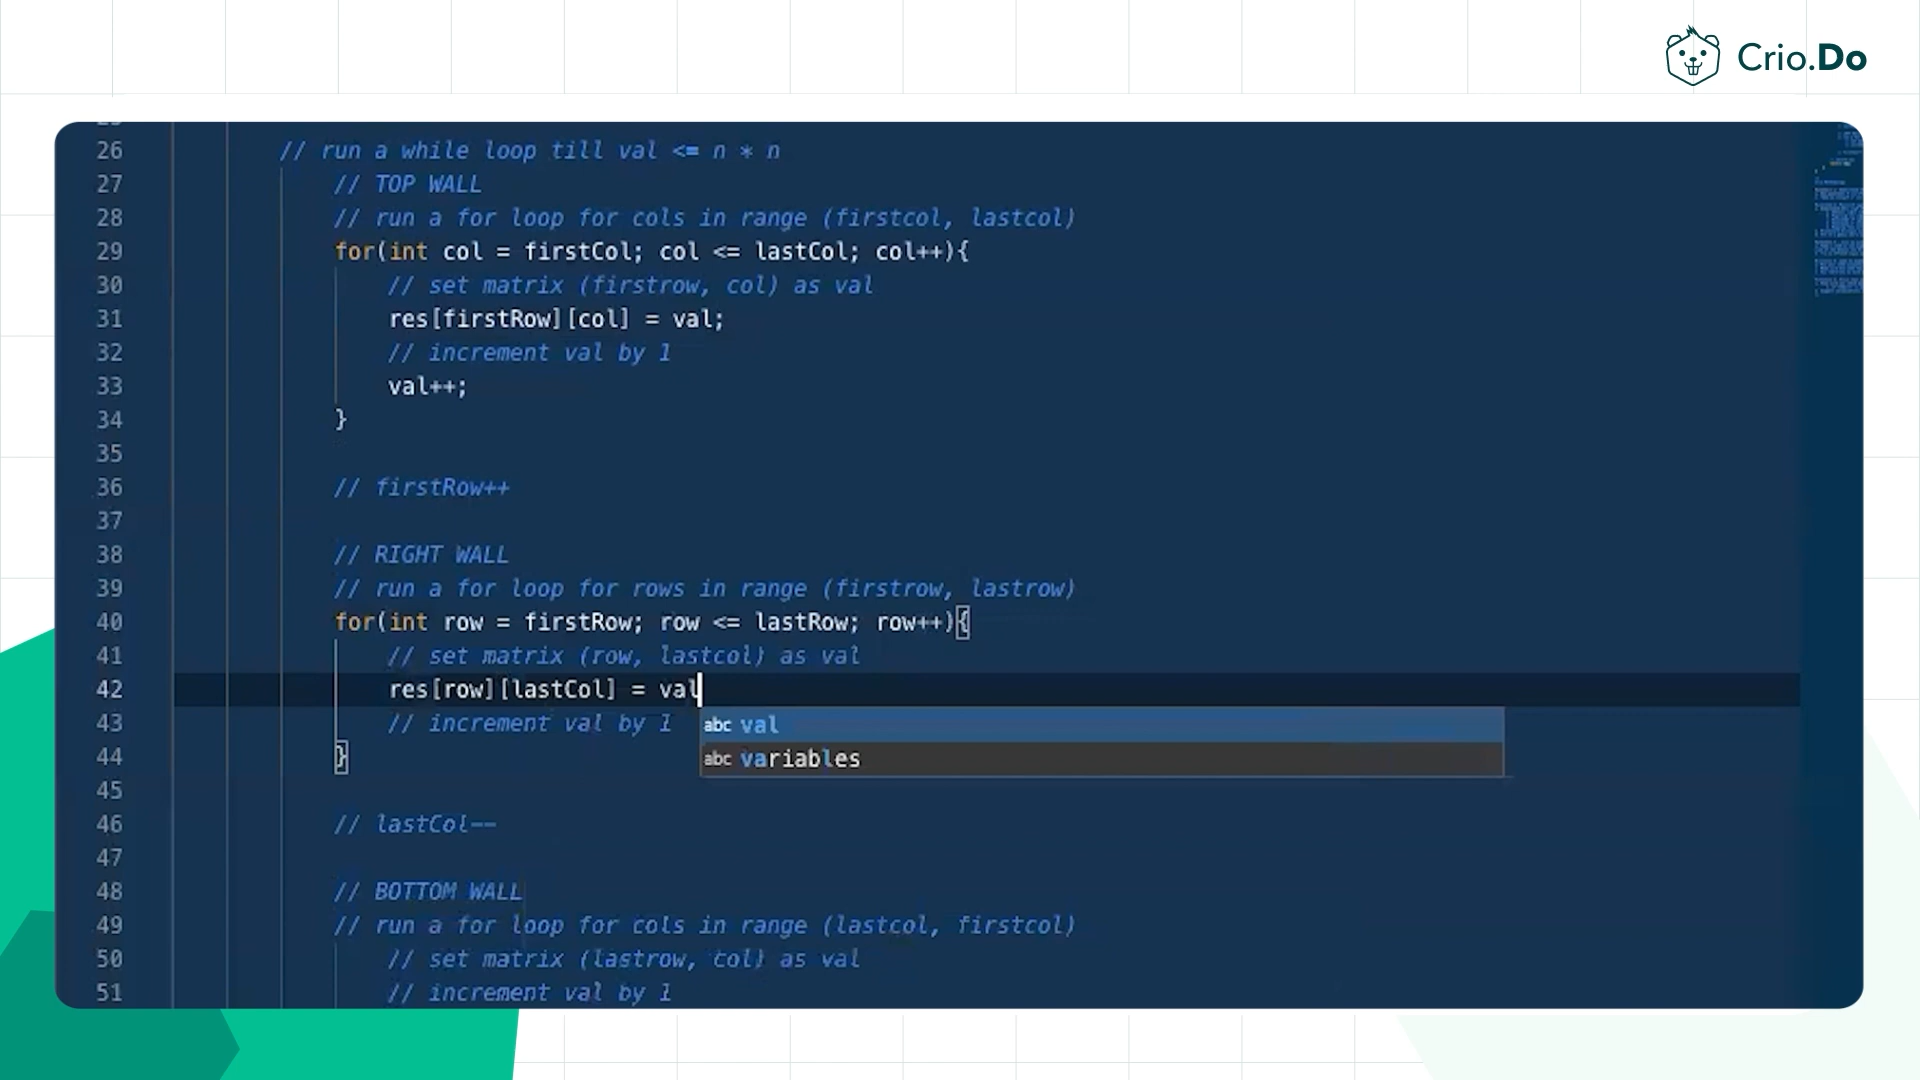 Crio.Do
26 // run a while loop till val <= n * n
27 // TOP WALL
28 // run a for loop for cols in range (firstcol, lastcol)
29 for(int col = firstCol; col <= lastCol; col++){
30 // set matrix (firstrow, col) as val
31 res[firstRow][col] = val;
32 // increment val by 1
33 val++;
34 }
35
36 // firstRow++
37
38 // RIGHT WALL
39 // run a for loop for rows in range (firstrow, lastrow)
40 for(int row = firstRow; row <= lastRow; row++){
41 // set matrix (row, lastcol) as val
42 res[row][lastCol] = val
43 // increment val by 1
abc val
44 }
abc variables
45
46 // lastCol--
47
48 // BOTTOM WALL
49 // run a for loop for cols in range (lastcol, firstcol)
50 // set matrix (lastrow, col) as val
51 // increment val by 1